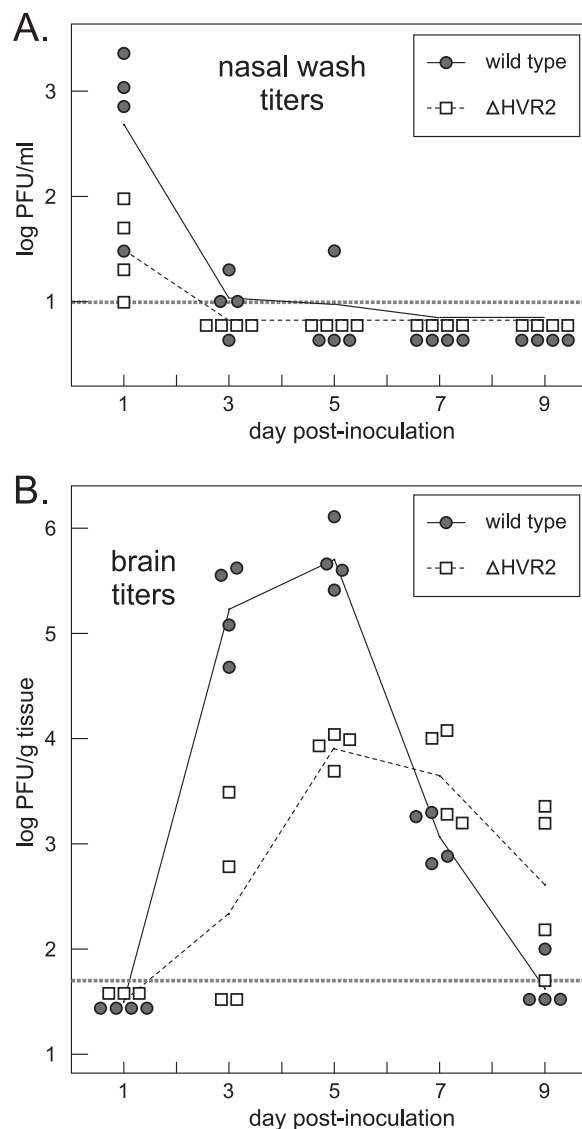 A.
nasal wash
titers
wild type
ΔHVR2
log PFU/ml
3
2
1
1 3 5 7 9
day post-inoculation
B.
brain
titers
wild type
ΔHVR2
log PFU/g tissue
6
5
4
3
2
1
1 3 5 7 9
day post-inoculation